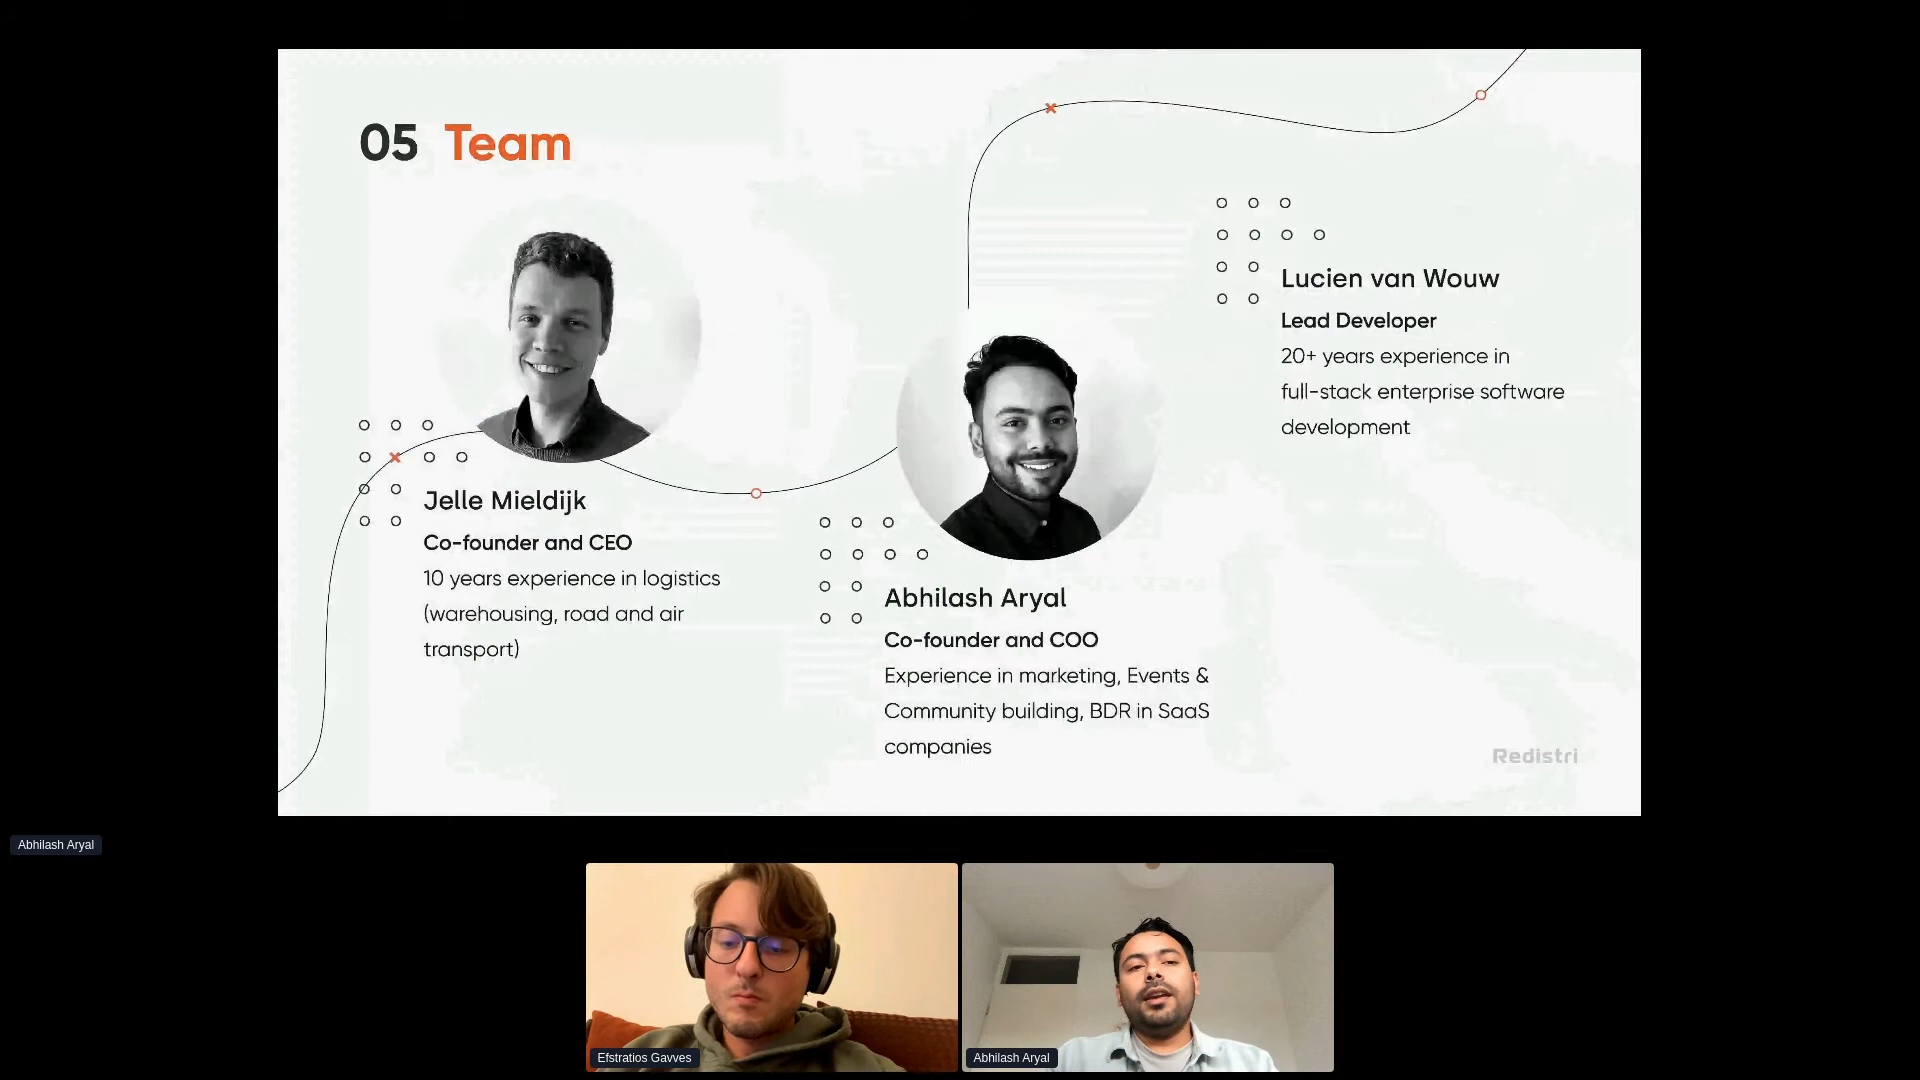 05 Team
Jelle Mieldijk
Co-founder and CEO
10 years experience in logistics
(warehousing, road and air
transport)
Abhilash Aryal
Co-founder and COO
Experience in marketing, Events &
Community building, BDR in SaaS
companies
Lucien van Wouw
Lead Developer
20+ years experience in
full-stack enterprise software
development
Redistri
Abhilash Aryal
Efstratios Gavves
Abhilash Aryal